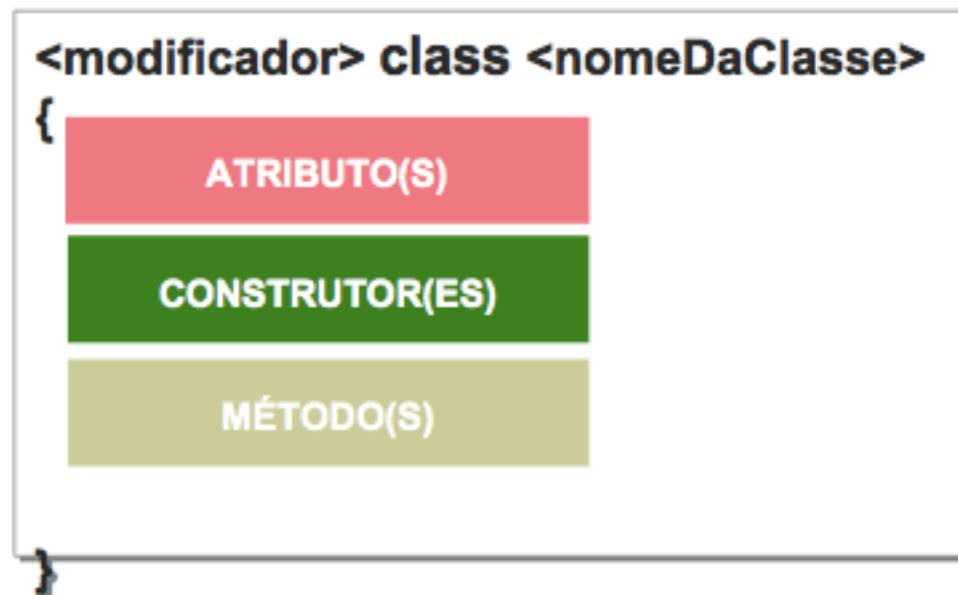 <modificador> class <nomeDaClasse>
{
ATRIBUTO(S)
CONSTRUTOR(ES)
MÉTODO(S)
}